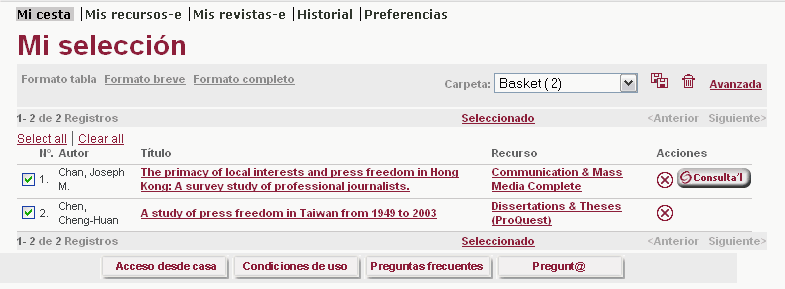 Mi cesta | Mis recursos-e | Mis revistas-e | Historial | Preferencias
Mi selección
Formato tabla Formato breve Formato completo Carpeta: Basket ( 2) Avanzada
1- 2 de 2 Registros Seleccionado <Anterior Siguiente>
Select all | Clear all
Nº. Autor Título Recurso Acciones
1. Chan, Joseph M. The primacy of local interests and press freedom in Hong Kong: A survey study of professional journalists. Communication & Mass Media Complete Consulta'l
2. Chen, Cheng-Huan A study of press freedom in Taiwan from 1949 to 2003 Dissertations & Theses (ProQuest)
1- 2 de 2 Registros Seleccionado <Anterior Siguiente>
Acceso desde casa Condiciones de uso Preguntas frecuentes Pregunt@